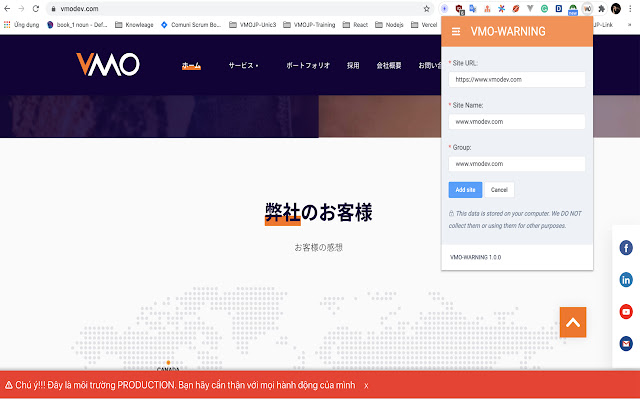 vmodev.com
Ứng dụng
book_1 noun - Def...
Knowleage
Comuni Scrum Bo...
VMOJP-Unic3
VMOJP-Training
React
Nodejs
Vercel
JP-Link
VMO
ホーム
サービス
ポートフォリオ
採用
会社概要
お問い合
VMO-WARNING
* Site URL:
https://www.vmodev.com
* Site Name:
www.vmodev.com
* Group:
www.vmodev.com
Add site
Cancel
This data is stored on your computer. We DO NOT
collect them or using them for other purposes.
VMO-WARNING 1.0.0
弊社のお客様
お客様の感想
CANADA
Chú ý!!! Đây là môi trường PRODUCTION. Bạn hãy cẩn thận với mọi hành động của mình x